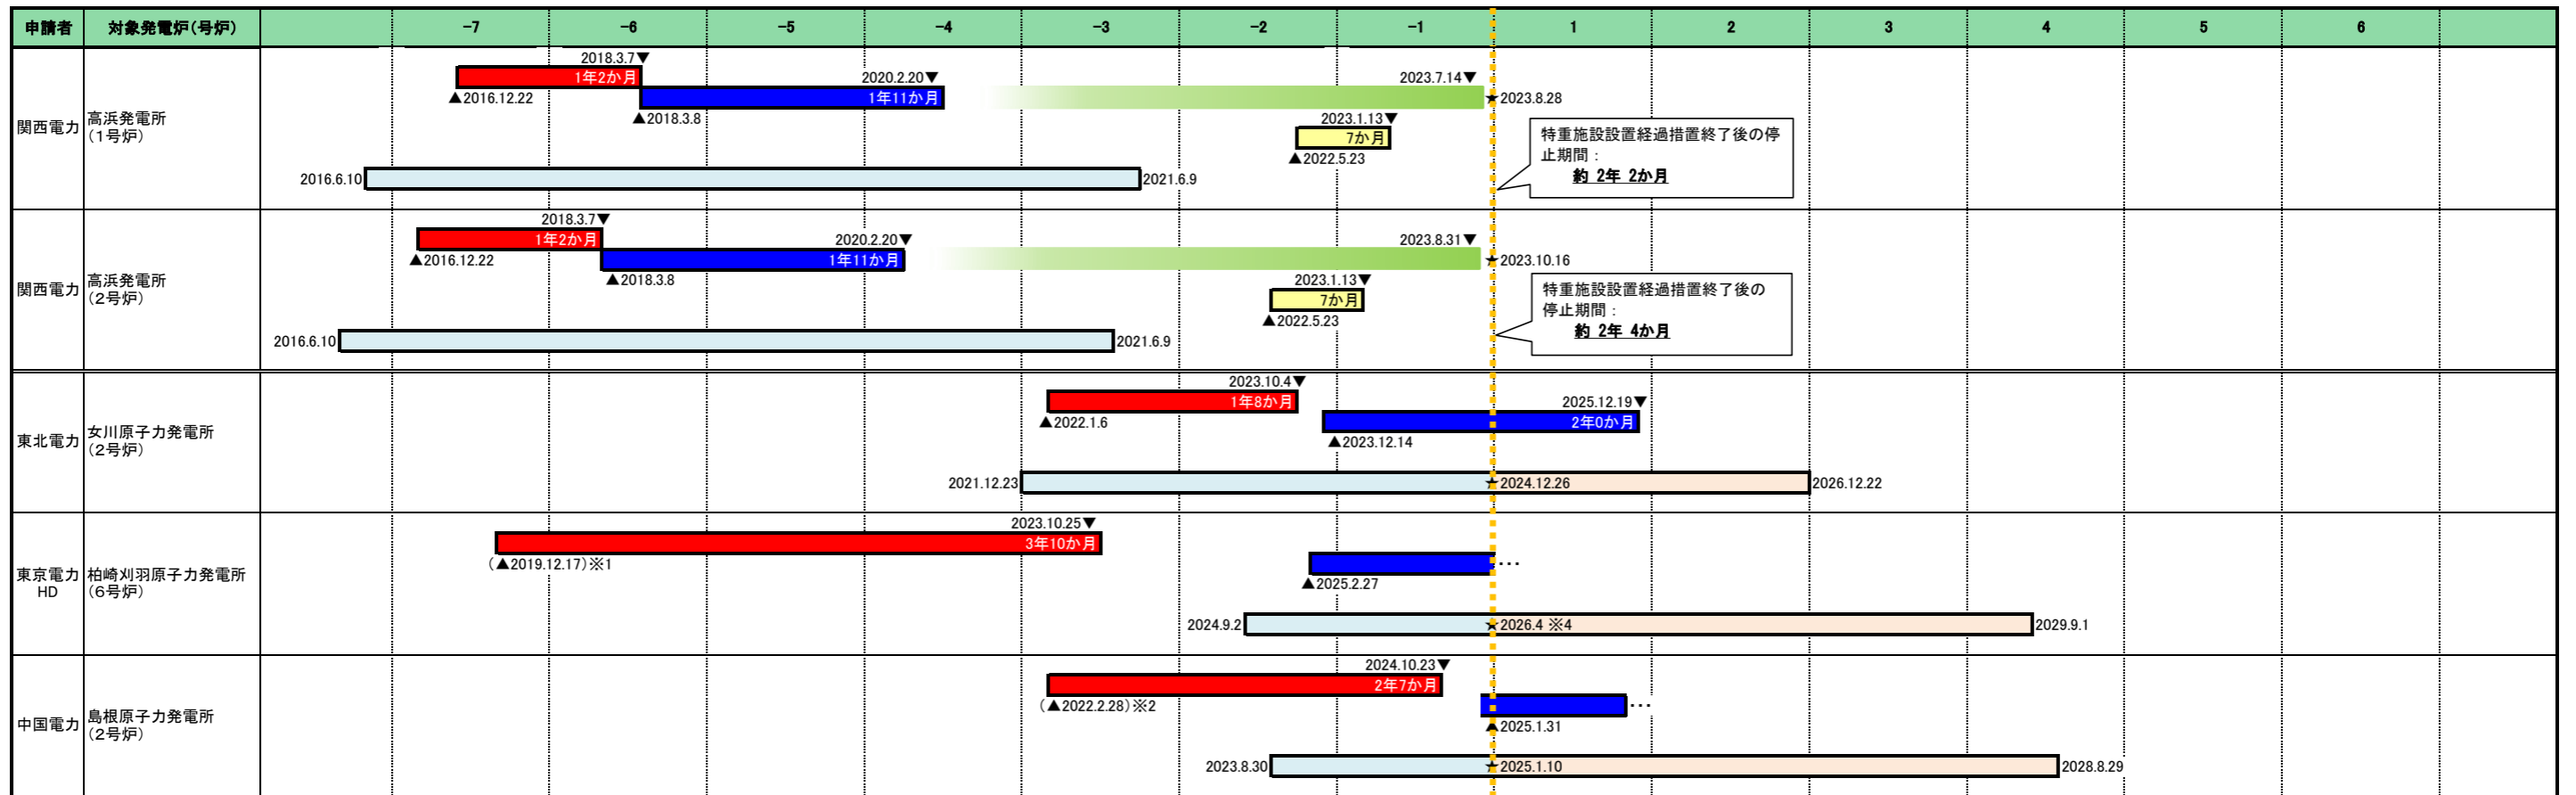 申請者 対象発電炉(号炉) -7 -6 -5 -4 -3 -2 -1 1 2 3 4 5 6
関西電力
高浜発電所
(1号炉)
2018.3.7▼
1年2か月
▲2016.12.22
2020.2.20▼
1年11か月
▲2018.3.8
2023.7.14▼
★2023.8.28
2023.1.13▼
7か月
▲2022.5.23
2016.6.10
2021.6.9
特重施設設置経過措置終了後の停
止期間:
約 2年 2か月
関西電力
高浜発電所
(2号炉)
2018.3.7▼
1年2か月
▲2016.12.22
2020.2.20▼
1年11か月
▲2018.3.8
2023.8.31▼
★2023.10.16
2023.1.13▼
7か月
▲2022.5.23
2016.6.10
2021.6.9
特重施設設置経過措置終了後の
停止期間:
約 2年 4か月
東北電力
女川原子力発電所
(2号炉)
2023.10.4▼
1年8か月
▲2022.1.6
2025.12.19▼
2年0か月
▲2023.12.14
2021.12.23
★2024.12.26
2026.12.22
東京電力
HD
柏崎刈羽原子力発電所
(6号炉)
2023.10.25▼
3年10か月
(▲2019.12.17)※1
…
▲2025.2.27
2024.9.2
★2026.4 ※4
2029.9.1
中国電力
島根原子力発電所
(2号炉)
2024.10.23▼
2年7か月
(▲2022.2.28)※2
…
▲2025.1.31
2023.8.30
★2025.1.10
2028.8.29